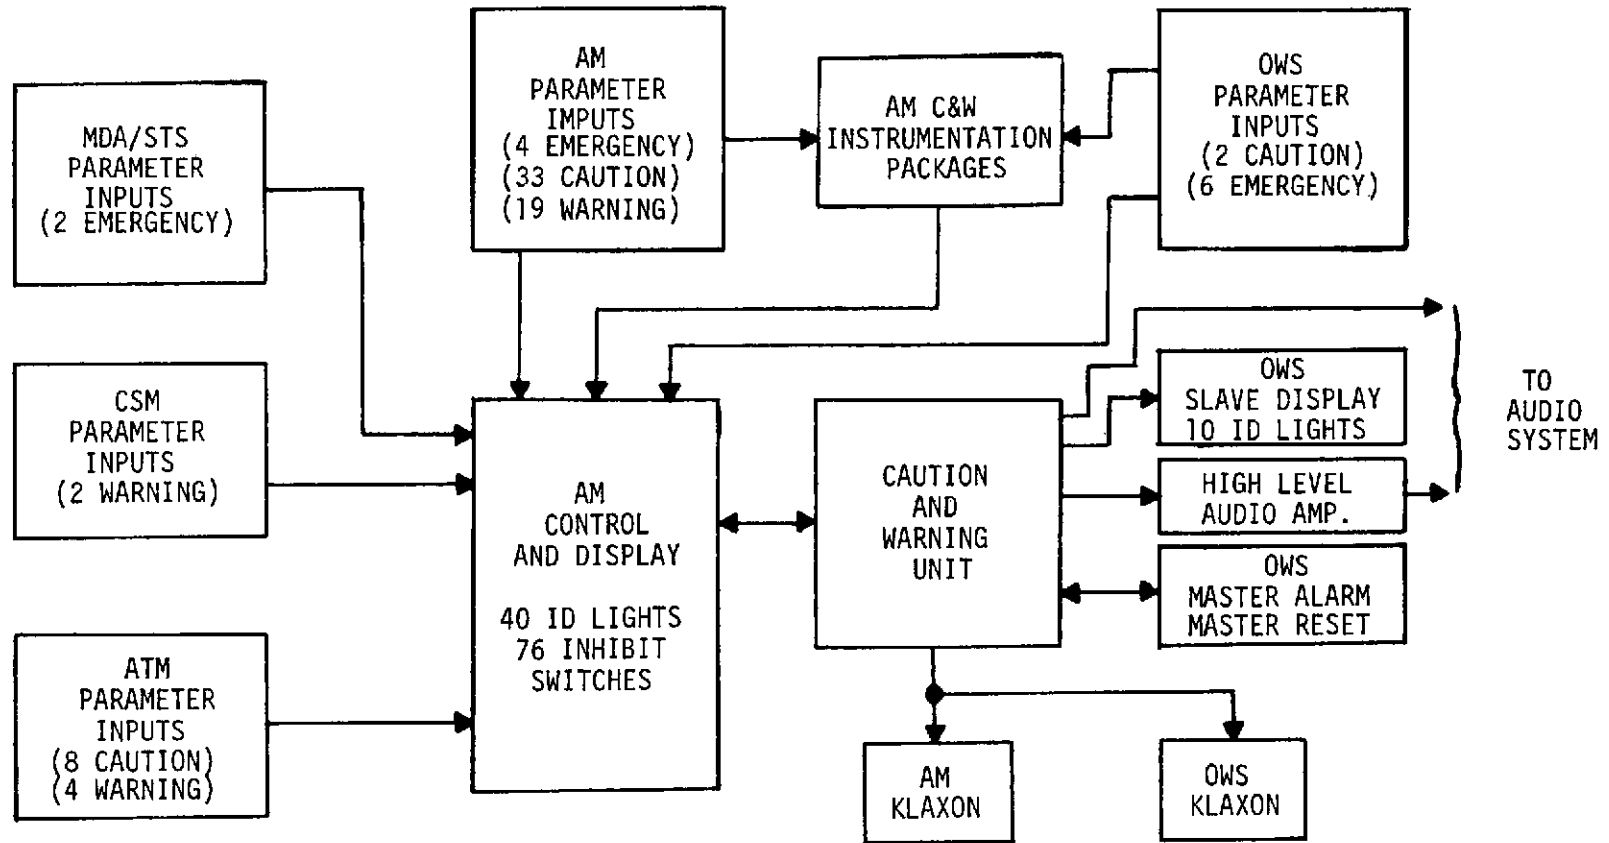 MDA/STS
PARAMETER
INPUTS
(2 EMERGENCY)
AM
PARAMETER
IMPUTS
(4 EMERGENCY)
(33 CAUTION)
(19 WARNING)
AM C&W
INSTRUMENTATION
PACKAGES
OWS
PARAMETER
INPUTS
(2 CAUTION)
(6 EMERGENCY)
CSM
PARAMETER
INPUTS
(2 WARNING)
ATM
PARAMETER
INPUTS
(8 CAUTION)
(4 WARNING)
AM
CONTROL
AND DISPLAY
40 ID LIGHTS
76 INHIBIT
SWITCHES
CAUTION
AND
WARNING
UNIT
OWS
SLAVE DISPLAY
10 ID LIGHTS
HIGH LEVEL
AUDIO AMP.
OWS
MASTER ALARM
MASTER RESET
TO
AUDIO
SYSTEM
AM
KLAXON
OWS
KLAXON